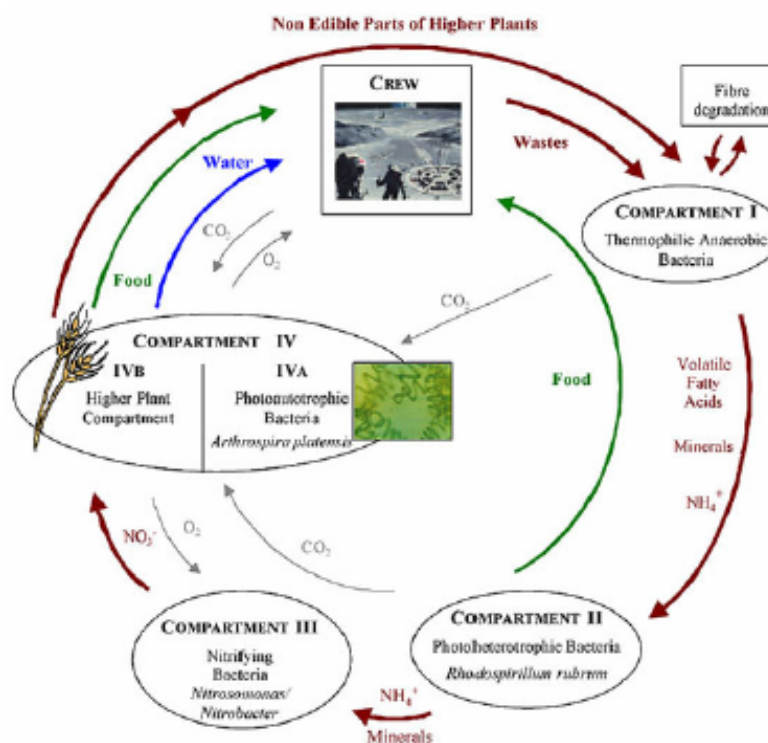 Non Edible Parts of Higher Plants
CREW
Fibre
degradation
Wastes
Water
CO2
O2
Food
COMPARTMENT I
Thermophilic Anaerobic
Bacteria
CO2
COMPARTMENT IV
IVB
Higher Plant
Compartment
IVA
Photoautotrophic
Bacteria
Arthrospira platensis
Food
Volatile
Fatty
Acids
Minerals
NH4+
NO3-
O2
CO2
COMPARTMENT III
Nitrifying
Bacteria
Nitrosomonas/
Nitrobacter
COMPARTMENT II
Photoheterotrophic Bacteria
Rhodospirillum rubrum
NH4+
Minerals